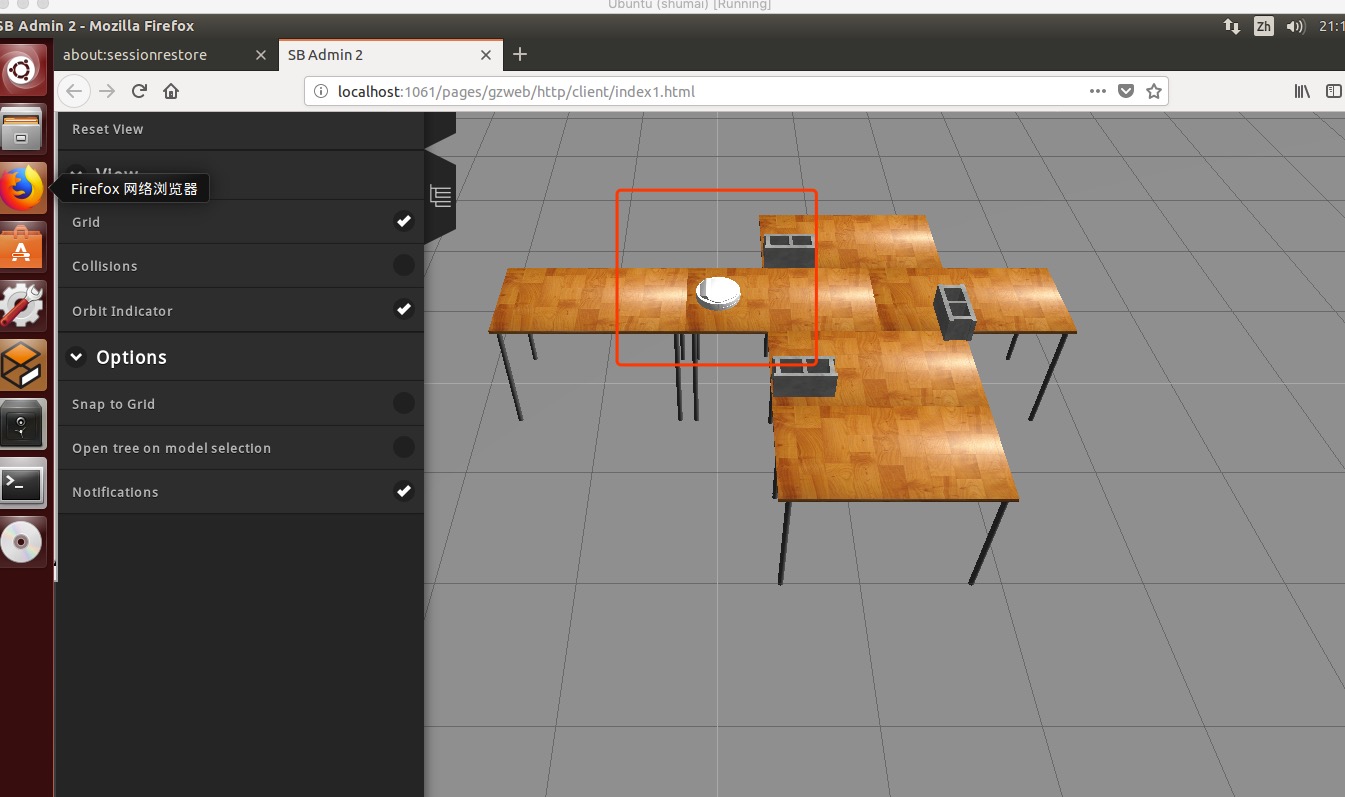 Ubuntu (shumai) [Running]
SB Admin 2 - Mozilla Firefox
Zh
21:1
about:sessionrestore
SB Admin 2
localhost:1061/pages/gzweb/http/client/index1.html
Reset View
View
Firefox 网络浏览器
Grid
Collisions
Orbit Indicator
Options
Snap to Grid
Open tree on model selection
Notifications